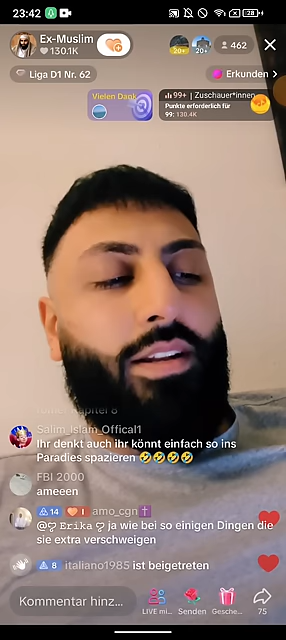 23:42
28
Ex-Muslim
130.1K
20+
20+
462
Liga D1 Nr. 62
Erkunden
Vielen Dank
99+ | Zuschauer*innen
Punkte erforderlich für
99: 130.4K
Kapitel 8
Salim_Islam_Offical1
Ihr denkt auch ihr könnt einfach so ins
Paradies spazieren 🤣🤣🤣🤣
FBI 2000
ameeen
14 1 amo_cgn✝️
@ღ Erika ღ ja wie bei so einigen Dingen die
sie extra verschweigen
8 italiano1985 ist beigetreten
Kommentar hinz...
LIVE mi...
Senden
Gesche...
75